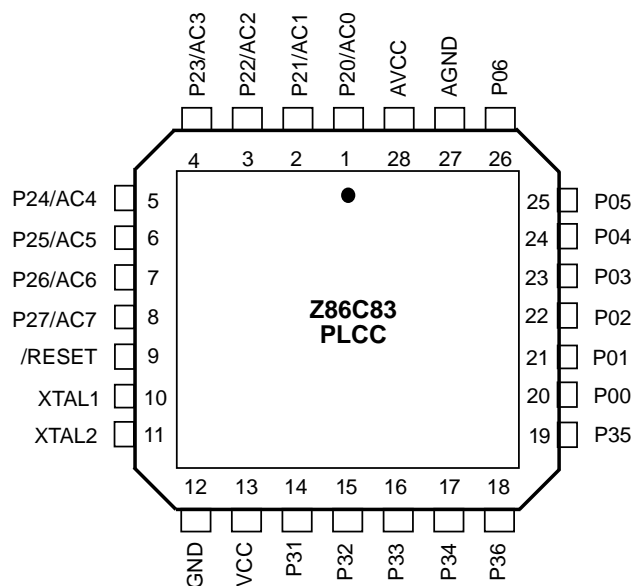 P23/AC3
P22/AC2
P21/AC1
P20/AC0
AVCC
AGND
P06
4 3 2 1 28 27 26
P24/AC4 5
P25/AC5 6
P26/AC6 7
P27/AC7 8
/RESET 9
XTAL1 10
XTAL2 11
Z86C83
PLCC
25 P05
24 P04
23 P03
22 P02
21 P01
20 P00
19 P35
12 13 14 15 16 17 18
GND
VCC
P31
P32
P33
P34
P36